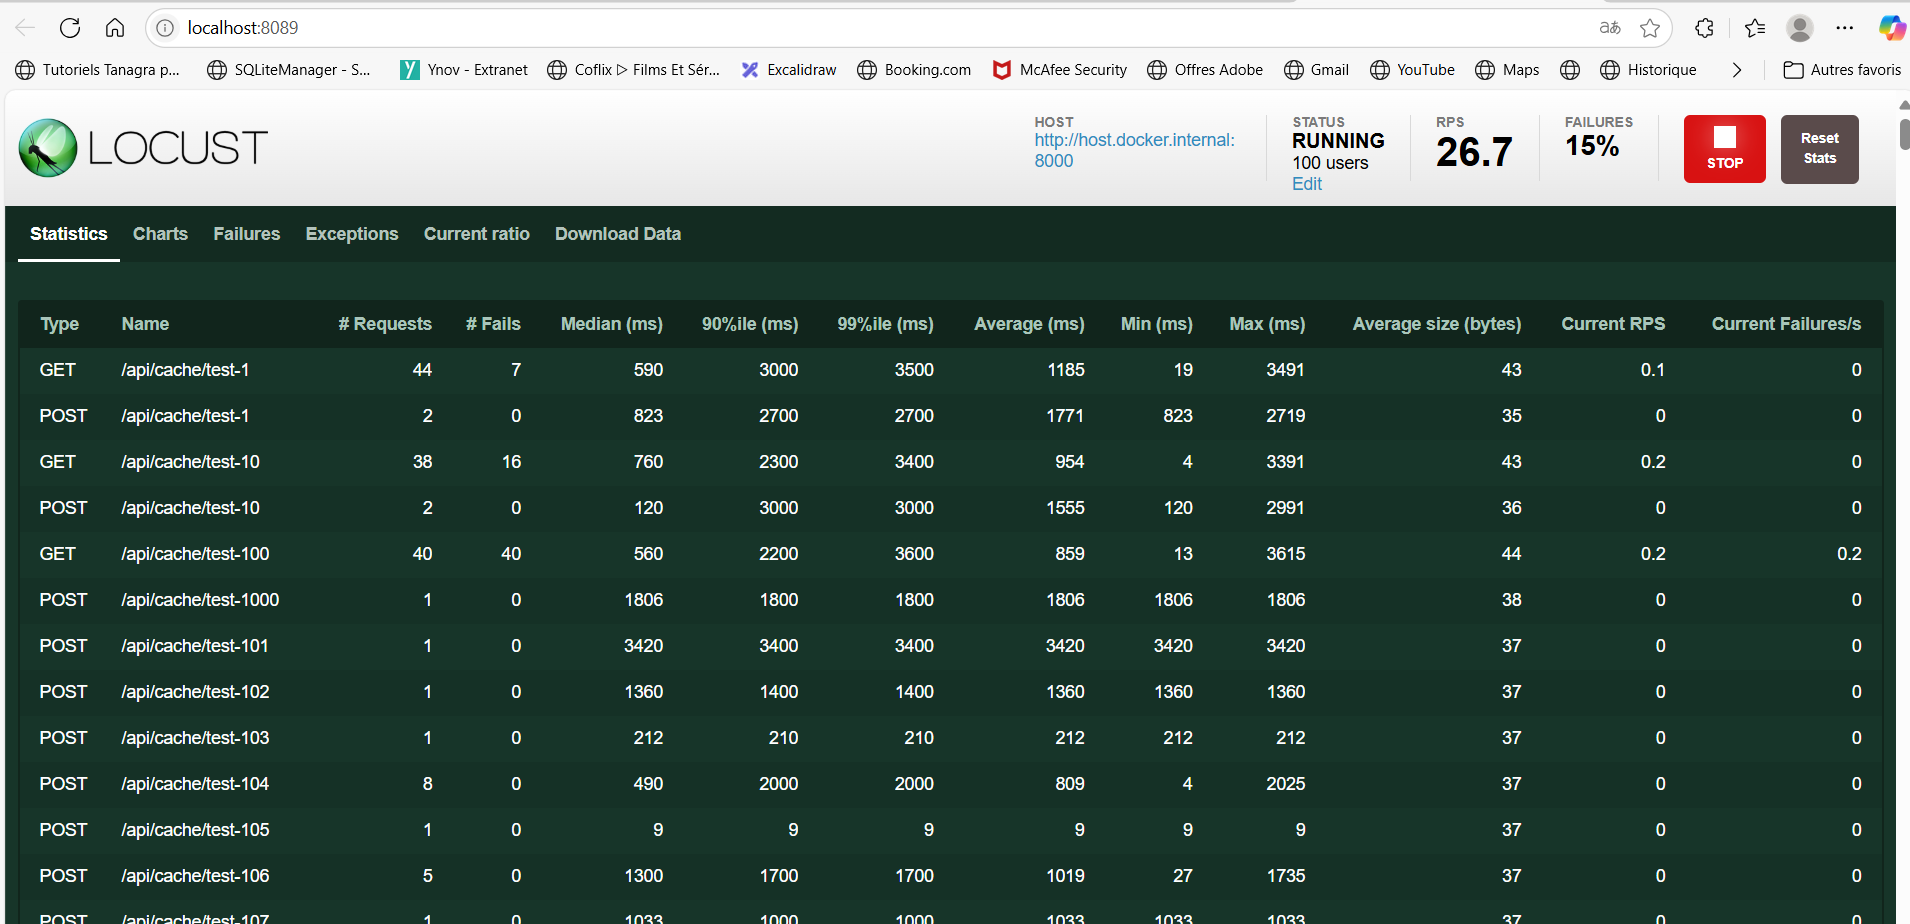 localhost:8089
Tutoriels Tanagra p... SQLiteManager - S... Ynov - Extranet Coflix ▷ Films Et Sér... Excalidraw Booking.com McAfee Security Offres Adobe Gmail YouTube Maps Historique Autres favoris
LOCUST
HOST
http://host.docker.internal:
8000
STATUS
RUNNING
100 users
Edit
RPS
26.7
FAILURES
15%
STOP
Reset
Stats
Statistics Charts Failures Exceptions Current ratio Download Data
Type Name # Requests # Fails Median (ms) 90%ile (ms) 99%ile (ms) Average (ms) Min (ms) Max (ms) Average size (bytes) Current RPS Current Failures/s
GET /api/cache/test-1 44 7 590 3000 3500 1185 19 3491 43 0.1 0
POST /api/cache/test-1 2 0 823 2700 2700 1771 823 2719 35 0 0
GET /api/cache/test-10 38 16 760 2300 3400 954 4 3391 43 0.2 0
POST /api/cache/test-10 2 0 120 3000 3000 1555 120 2991 36 0 0
GET /api/cache/test-100 40 40 560 2200 3600 859 13 3615 44 0.2 0.2
POST /api/cache/test-1000 1 0 1806 1800 1800 1806 1806 1806 38 0 0
POST /api/cache/test-101 1 0 3420 3400 3400 3420 3420 3420 37 0 0
POST /api/cache/test-102 1 0 1360 1400 1400 1360 1360 1360 37 0 0
POST /api/cache/test-103 1 0 212 210 210 212 212 212 37 0 0
POST /api/cache/test-104 8 0 490 2000 2000 809 4 2025 37 0 0
POST /api/cache/test-105 1 0 9 9 9 9 9 9 37 0 0
POST /api/cache/test-106 5 0 1300 1700 1700 1019 27 1735 37 0 0
POST /api/cache/test-107 1 0 1033 1000 1000 1033 1033 1033 37 0 0